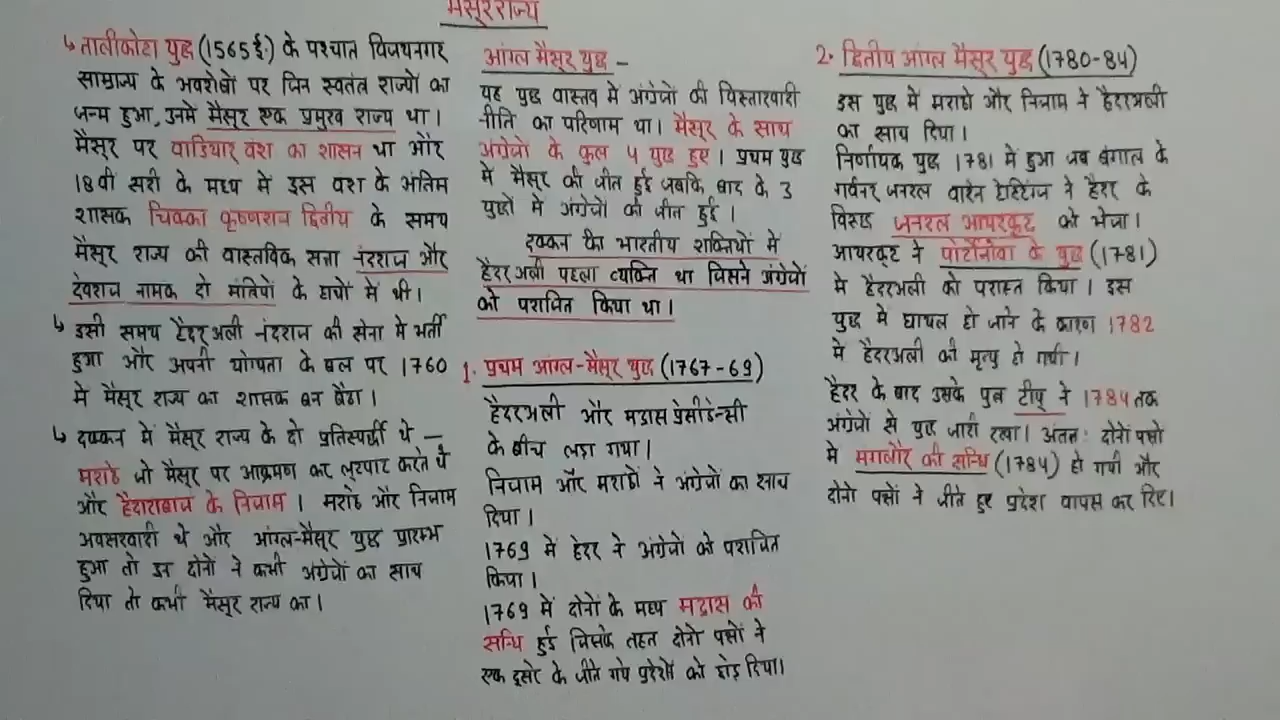 मैसूर राज्य
↳ तालीकोटा युद्ध (1565ई.) के पश्चात विजयनगर
साम्राज्य के अवशेषों पर जिन स्वतंत्र राज्यों का
जन्म हुआ, उनमे मैसूर एक प्रमुख राज्य था।
मैसूर पर वाडियार वंश का शासन था और
18वी सदी के मध्य में इस वंश के अंतिम
शासक चिक्का कृष्णराज द्वितीय के समय
मैसूर राज्य की वास्तविक सत्ता नंदराज और
देवराज नामक दो मंत्रियों के हाथों में थी।
↳ इसी समय हैदर अली नंदराज की सेना मे भर्ती
हुआ और अपनी योग्यता के बल पर 1760
मे मैसूर राज्य का शासक बन बैठा।
↳ दक्कन में मैसूर राज्य के दो प्रतिस्पर्द्धी थे —
मराठे जो मैसूर पर आक्रमण कर लूटपाट करते थे
और हैदाराबाज के निजाम। मराठे और निजाम
अवसरवादी थे और आंग्ल-मैसूर युद्ध प्रारम्भ
हुआ तो इन दोनों ने कभी अंग्रेजों का साथ
दिया तो कभी मैसूर राज्य का।
आंग्ल मैसूर युद्ध -
यह युद्ध वास्तव मे अंग्रेजों की विस्तारवादी
नीति का परिणाम था। मैसूर के साथ
अंग्रेजों के कुल 4 युद्ध हुए। प्रथम युद्ध
में मैसूर की जीत हुई जबकि बाद के 3
युद्धों में अंग्रेजों की जीत हुई।
दक्कन की भारतीय शक्तियों में
हैदर अली पहला व्यक्ति था जिसने अंग्रेजों
को पराजित किया था।
1. प्रथम आंग्ल-मैसूर युद्ध (1767-69)
हैदरअली और मद्रास प्रेसीडेन्सी
के बीच लड़ा गया।
निजाम और मराठों ने अंग्रेजों का साथ
दिया।
1769 में हैदर ने अंग्रेजों को पराजित
किया।
1769 में दोनों के मध्य मद्रास की
सन्धि हुई जिसके तहत दोनों पक्षों ने
एक दूसरे के जीते गये प्रदेशों को छोड़ दिया।
2. द्वितीय आंग्ल मैसूर युद्ध (1780-84)
इस युद्ध मे मराठो और निजाम ने हैदरअली
का साथ दिया।
निर्णायक युद्ध 1781 में हुआ जब बंगाल के
गर्वनर जनरल वारेन हेस्टिंग्ज ने हैदर के
विरुद्ध जनरल आयरकूट को भेजा।
आयरकूट ने पोर्टोनोवा के युद्ध (1781)
मे हैदरअली को परास्त किया। इस
युद्ध मे घायल हो जाने के कारण 1782
में हैदरअली की मृत्यु हो गयी।
हैदर के बाद उसके पुत्र टीपू ने 1784 तक
अंग्रेजों से युद्ध जारी रखा। अंततः दोनों पक्षो
मे मंगलौर की सन्धि (1784) हो गयी और
दोनो पक्षों ने जीते हुए प्रदेश वापस कर दिए।